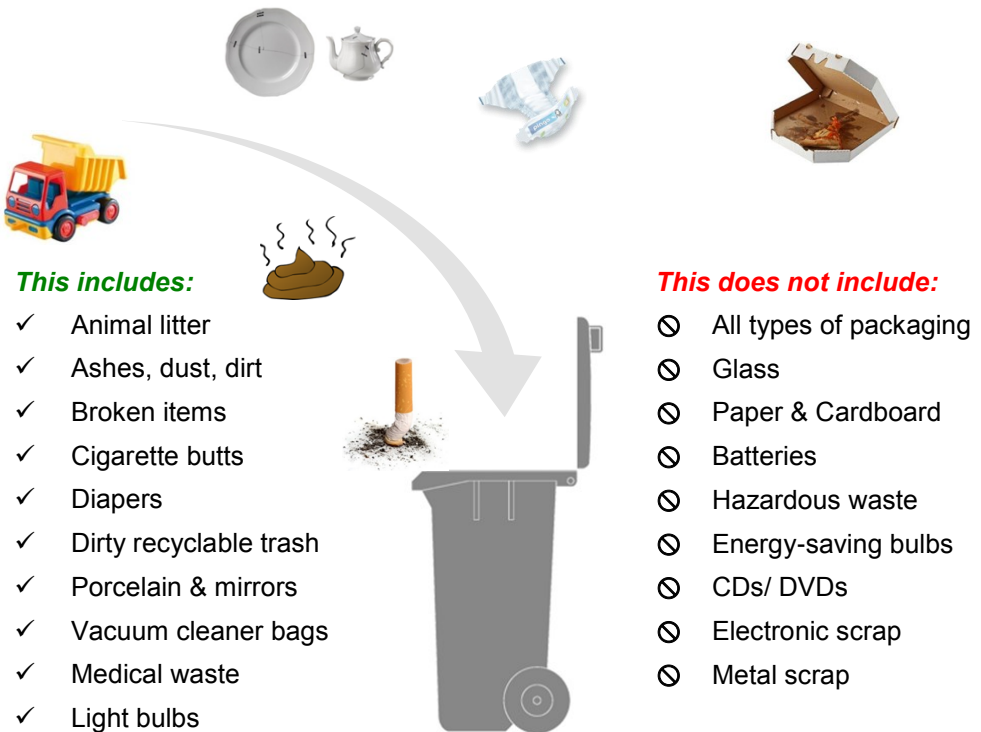 This includes:
✓ Animal litter
✓ Ashes, dust, dirt
✓ Broken items
✓ Cigarette butts
✓ Diapers
✓ Dirty recyclable trash
✓ Porcelain & mirrors
✓ Vacuum cleaner bags
✓ Medical waste
✓ Light bulbs
This does not include:
All types of packaging
Glass
Paper & Cardboard
Batteries
Hazardous waste
Energy-saving bulbs
CDs/ DVDs
Electronic scrap
Metal scrap